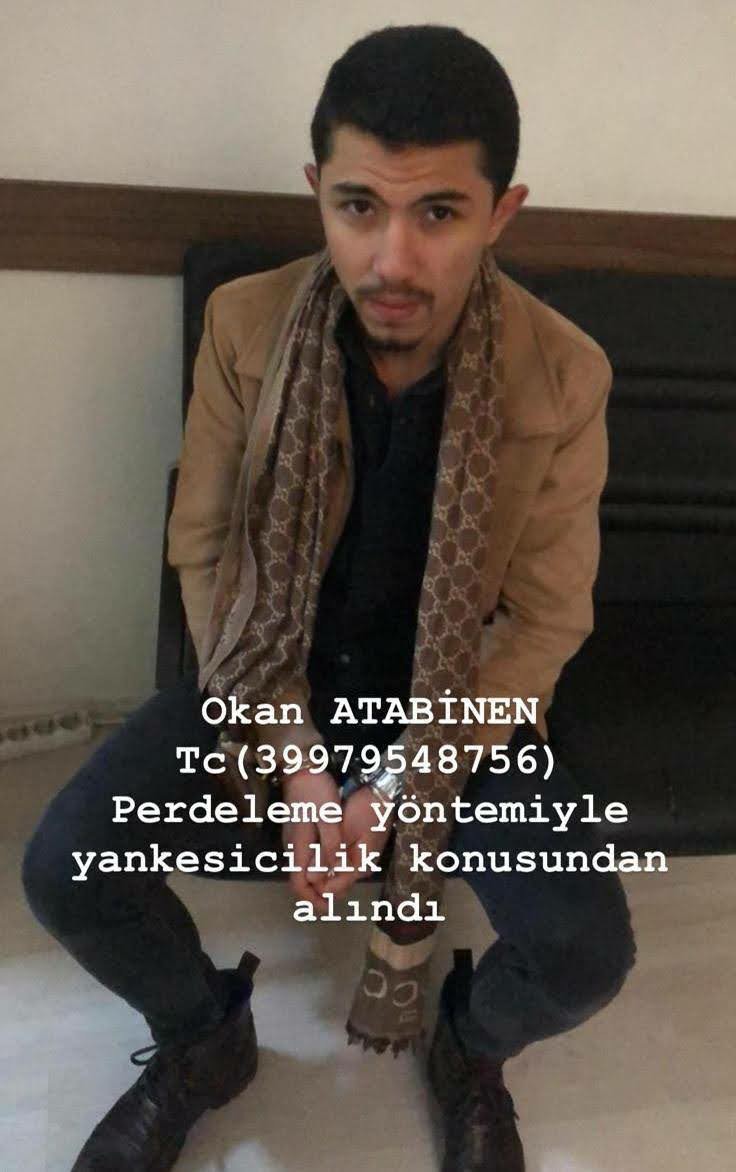 Okan ATABİNEN
Tc(39979548756)
Perdeleme yöntemiyle
yankesicilik konusundan
alındı